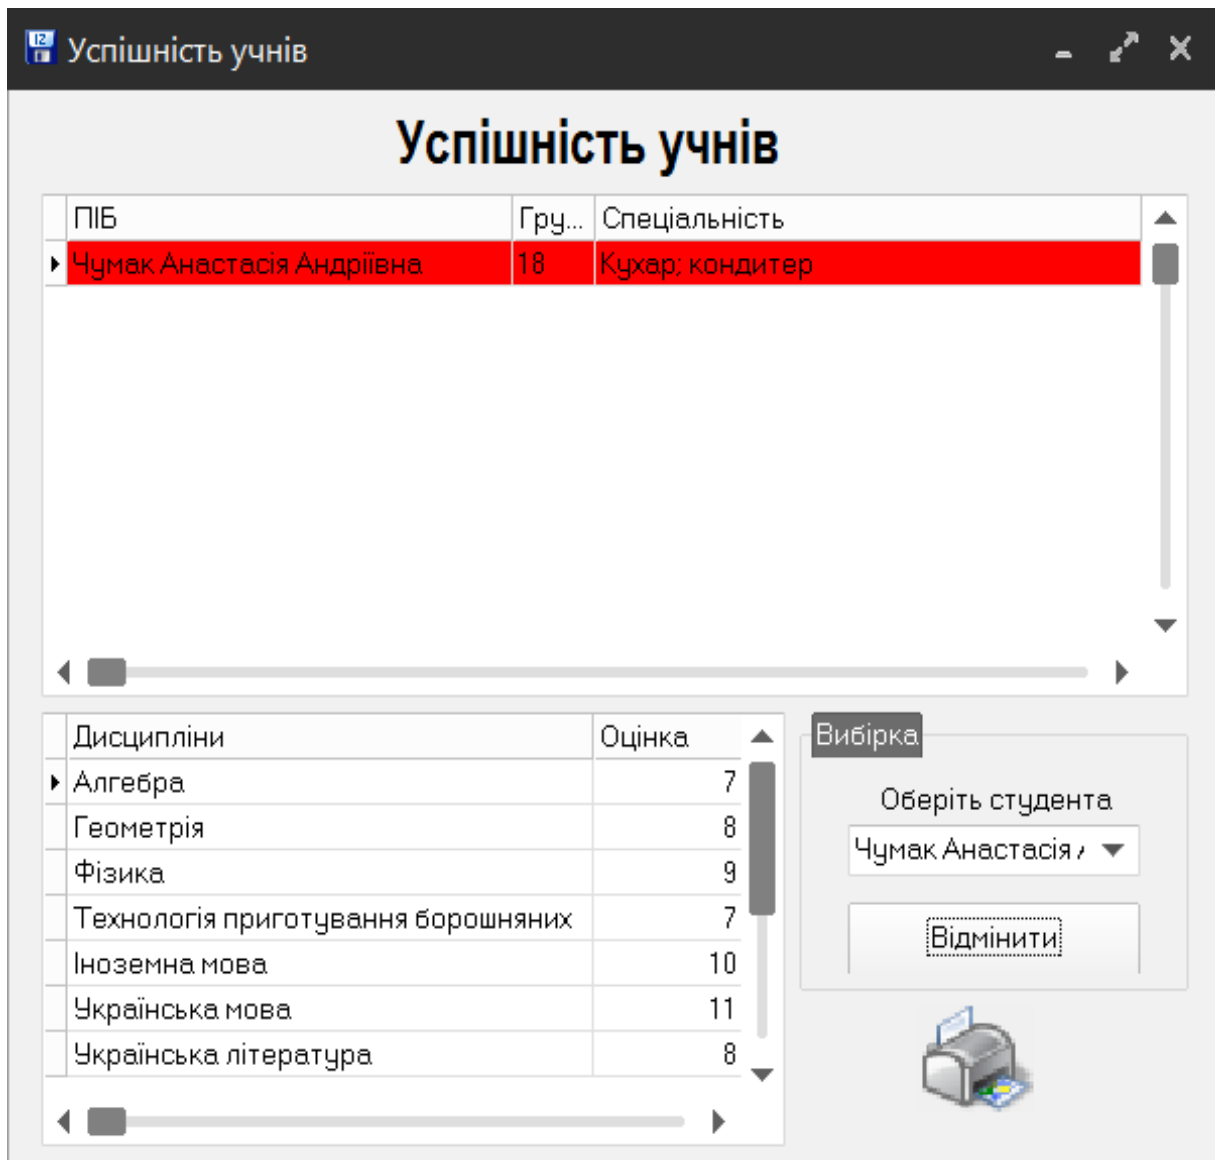 Успішність учнів
Успішність учнів
ПІБ Гру... Спеціальність
Чумак Анастасія Андріївна 18 Кухар; кондитер
Дисципліни Оцінка
Алгебра 7
Геометрія 8
Фізика 9
Технологія приготування борошняних 7
Іноземна мова 10
Українська мова 11
Українська література 8
Вибірка
Оберіть студента
Чумак Анастасія
Відмінити